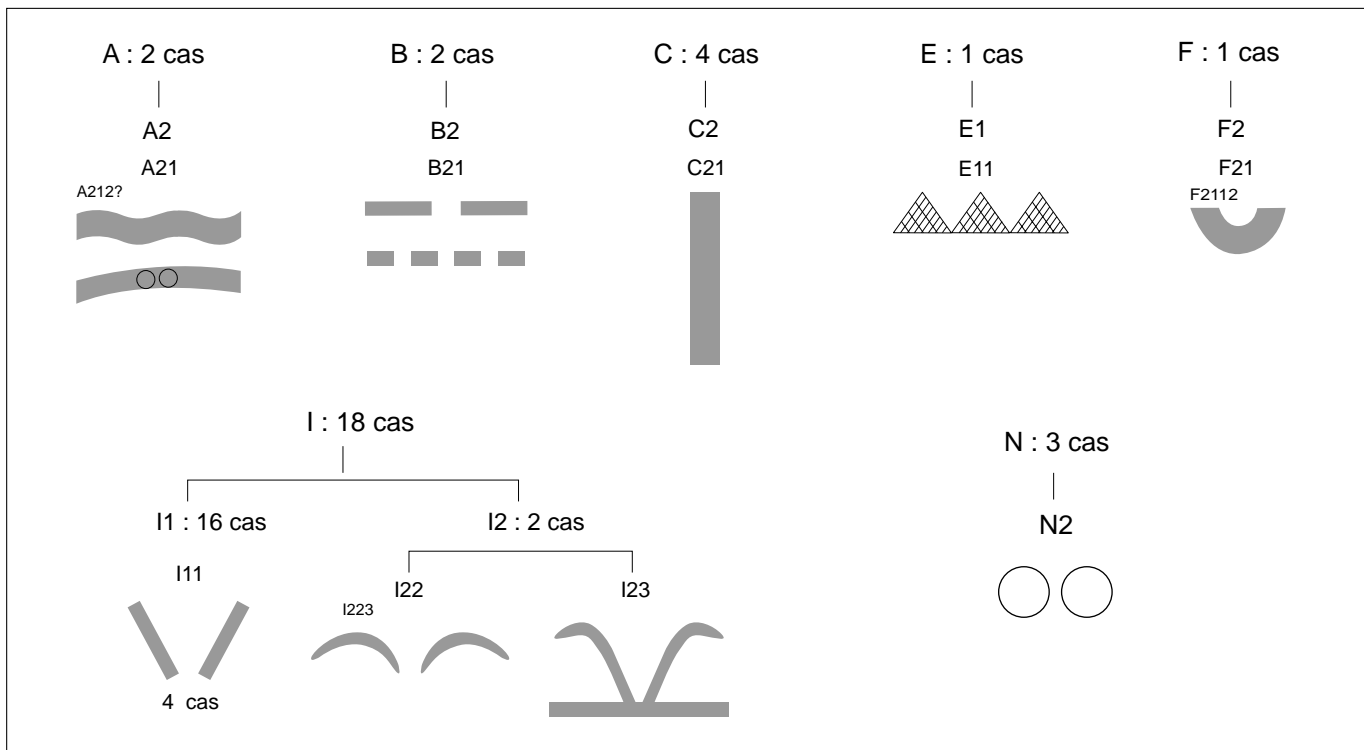 A : 2 cas
B : 2 cas
C : 4 cas
E : 1 cas
F : 1 cas
A2
B2
C2
E1
F2
A21
B21
C21
E11
F21
A212?
F2112
I : 18 cas
N : 3 cas
I1 : 16 cas
I2 : 2 cas
N2
I11
I22
I23
I223
4 cas